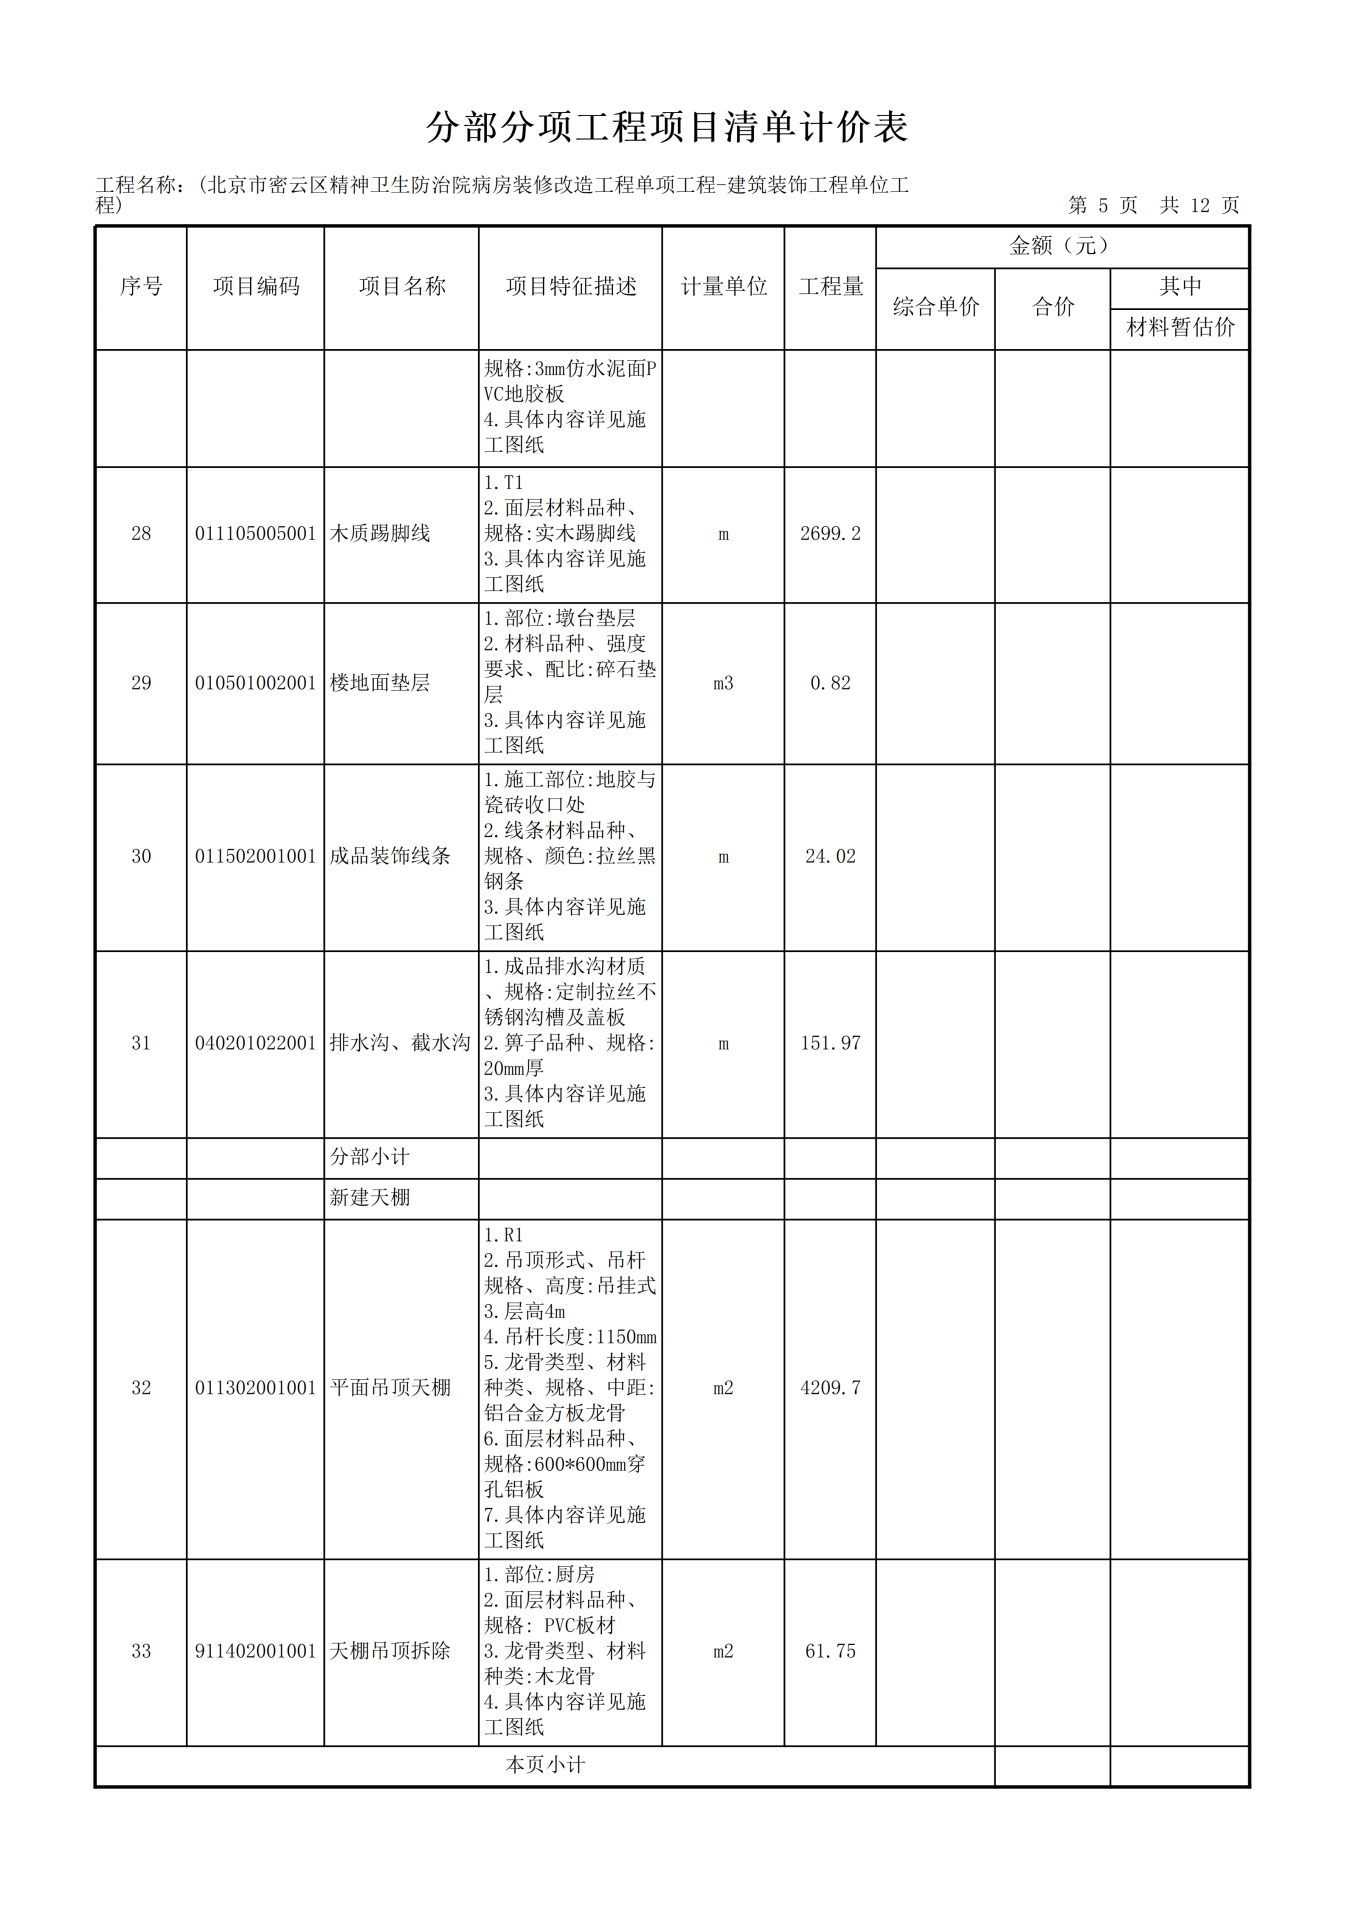 分部分项工程项目清单计价表
工程名称：(北京市密云区精神卫生防治院病房装修改造工程单项工程-建筑装饰工程单位工
程)
第 5 页 共 12 页
序号 项目编码 项目名称 项目特征描述 计量单位 工程量 金额（元）
综合单价 合价 其中
材料暂估价
规格:3mm仿水泥面P
VC地胶板
4.具体内容详见施
工图纸
28 011105005001 木质踢脚线 m 2699.2
1.T1
2.面层材料品种、
规格:实木踢脚线
3.具体内容详见施
工图纸
29 010501002001 楼地面垫层 m3 0.82
1.部位:墩台垫层
2.材料品种、强度
要求、配比:碎石垫
层
3.具体内容详见施
工图纸
30 011502001001 成品装饰线条 m 24.02
1.施工部位:地胶与
瓷砖收口处
2.线条材料品种、
规格、颜色:拉丝黑
钢条
3.具体内容详见施
工图纸
31 040201022001 排水沟、截水沟 m 151.97
1.成品排水沟材质
、规格:定制拉丝不
锈钢沟槽及盖板
2.箅子品种、规格:
20mm厚
3.具体内容详见施
工图纸
分部小计
新建天棚
32 011302001001 平面吊顶天棚 m2 4209.7
1.R1
2.吊顶形式、吊杆
规格、高度:吊挂式
3.层高4m
4.吊杆长度:1150mm
5.龙骨类型、材料
种类、规格、中距:
铝合金方板龙骨
6.面层材料品种、
规格:600*600mm穿
孔铝板
7.具体内容详见施
工图纸
33 911402001001 天棚吊顶拆除 m2 61.75
1.部位:厨房
2.面层材料品种、
规格: PVC板材
3.龙骨类型、材料
种类:木龙骨
4.具体内容详见施
工图纸
本页小计